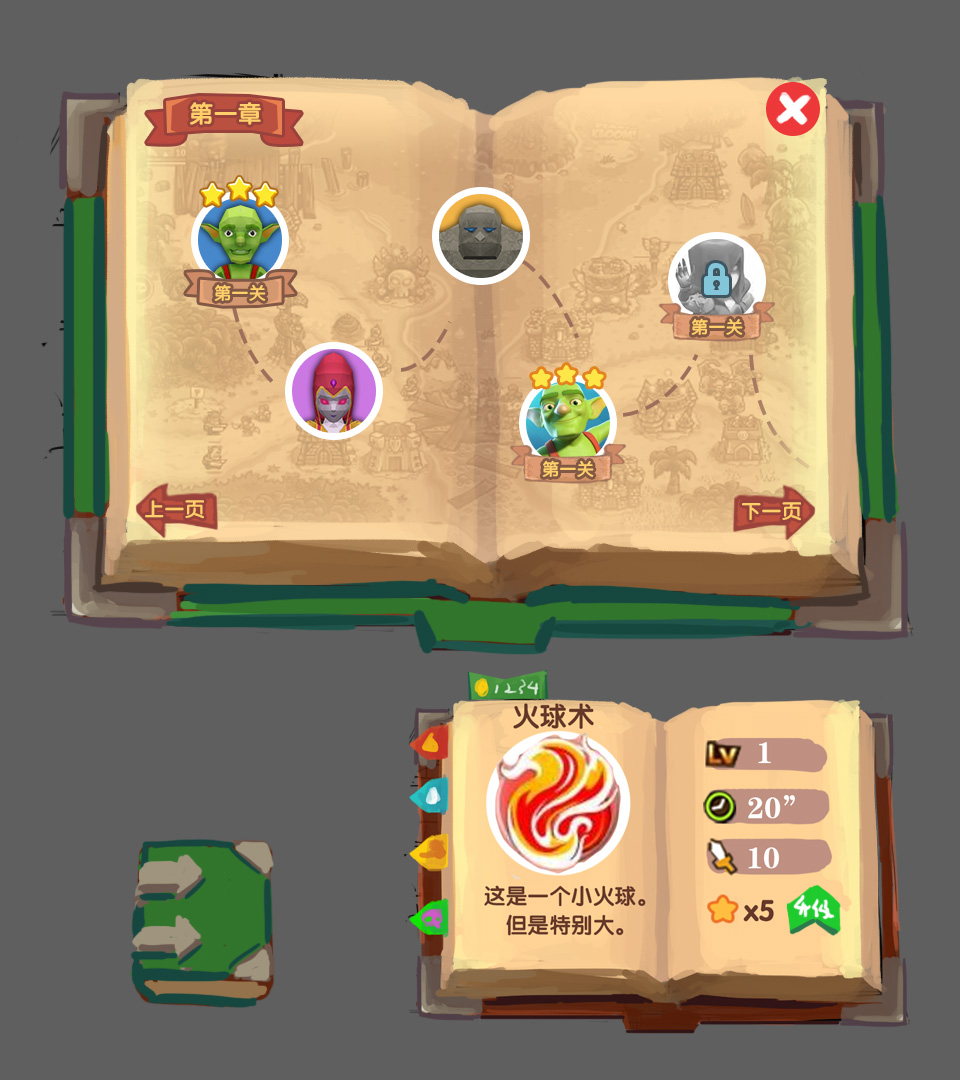 第一章
第一关
第一关
第一关
上一页
下一页
1234
火球术
Lv 1
20”
10
这是一个小火球。
但是特别大。
x5 升级